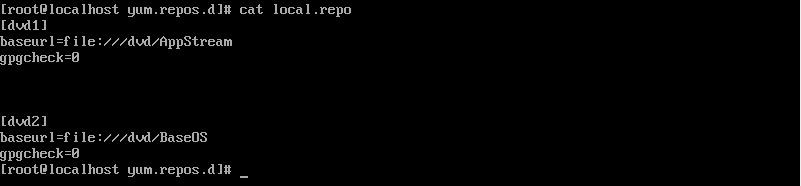 [root@localhost yum.repos.d]# cat local.repo
[dvd1]
baseurl=file:///dvd/AppStream
gpgcheck=0
[dvd2]
baseurl=file:///dvd/BaseOS
gpgcheck=0
[root@localhost yum.repos.d]# _